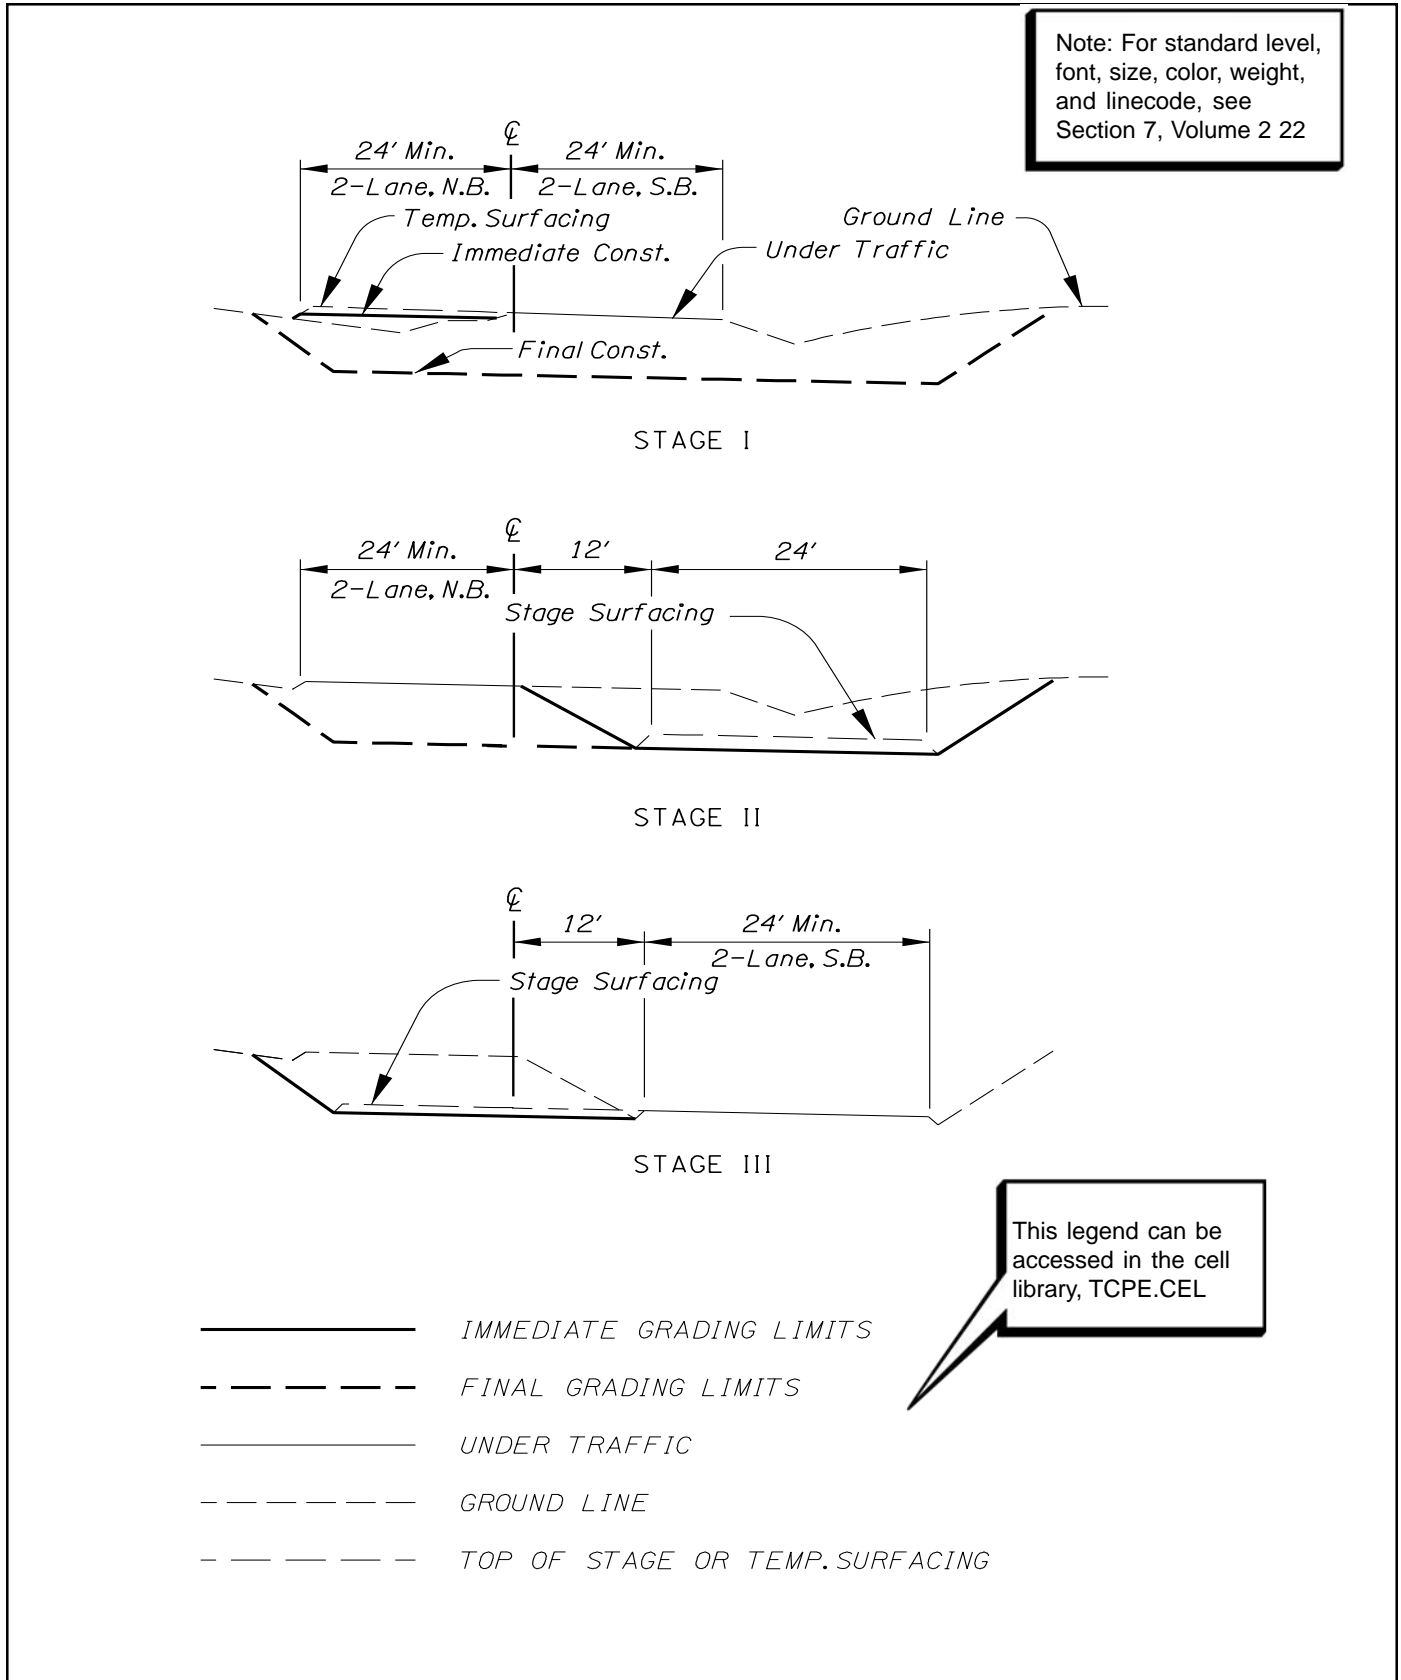 Note: For standard level,
font, size, color, weight,
and linecode, see
Section 7, Volume 2 22
℄
24' Min.
24' Min.
2-Lane, N.B.
2-Lane, S.B.
Temp. Surfacing
Ground Line
Immediate Const.
Under Traffic
Final Const.
STAGE I
℄
24' Min.
12'
24'
2-Lane, N.B.
Stage Surfacing
STAGE II
℄
12'
24' Min.
2-Lane, S.B.
Stage Surfacing
STAGE III
This legend can be
accessed in the cell
library, TCPE.CEL
IMMEDIATE GRADING LIMITS
FINAL GRADING LIMITS
UNDER TRAFFIC
GROUND LINE
TOP OF STAGE OR TEMP. SURFACING